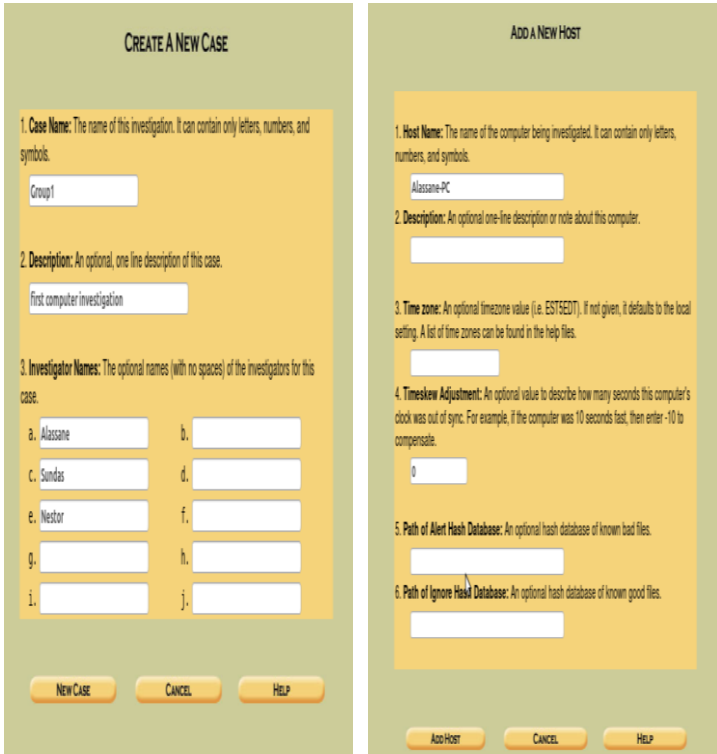 CREATE A NEW CASE
1. Case Name: The name of this investigation. It can contain only letters, numbers, and
symbols.
Group1
2. Description: An optional, one line description of this case.
first computer investigation
3. Investigator Names: The optional names (with no spaces) of the investigators for this
case.
a. Alassane b.
c. Sundas d.
e. Nestor f.
g. h.
i. j.
NEW CASE CANCEL HELP
ADD A NEW HOST
1. Host Name: The name of the computer being investigated. It can contain only letters,
numbers, and symbols.
Alassane-PC
2. Description: An optional one-line description or note about this computer.
3. Time zone: An optional timezone value (i.e. EST5EDT). If not given, it defaults to the local
setting. A list of time zones can be found in the help files.
4. Timeskew Adjustment: An optional value to describe how many seconds this computer's
clock was out of sync. For example, if the computer was 10 seconds fast, then enter -10 to
compensate.
0
5. Path of Alert Hash Database: An optional hash database of known bad files.
6. Path of Ignore Hash Database: An optional hash database of known good files.
ADD HOST CANCEL HELP